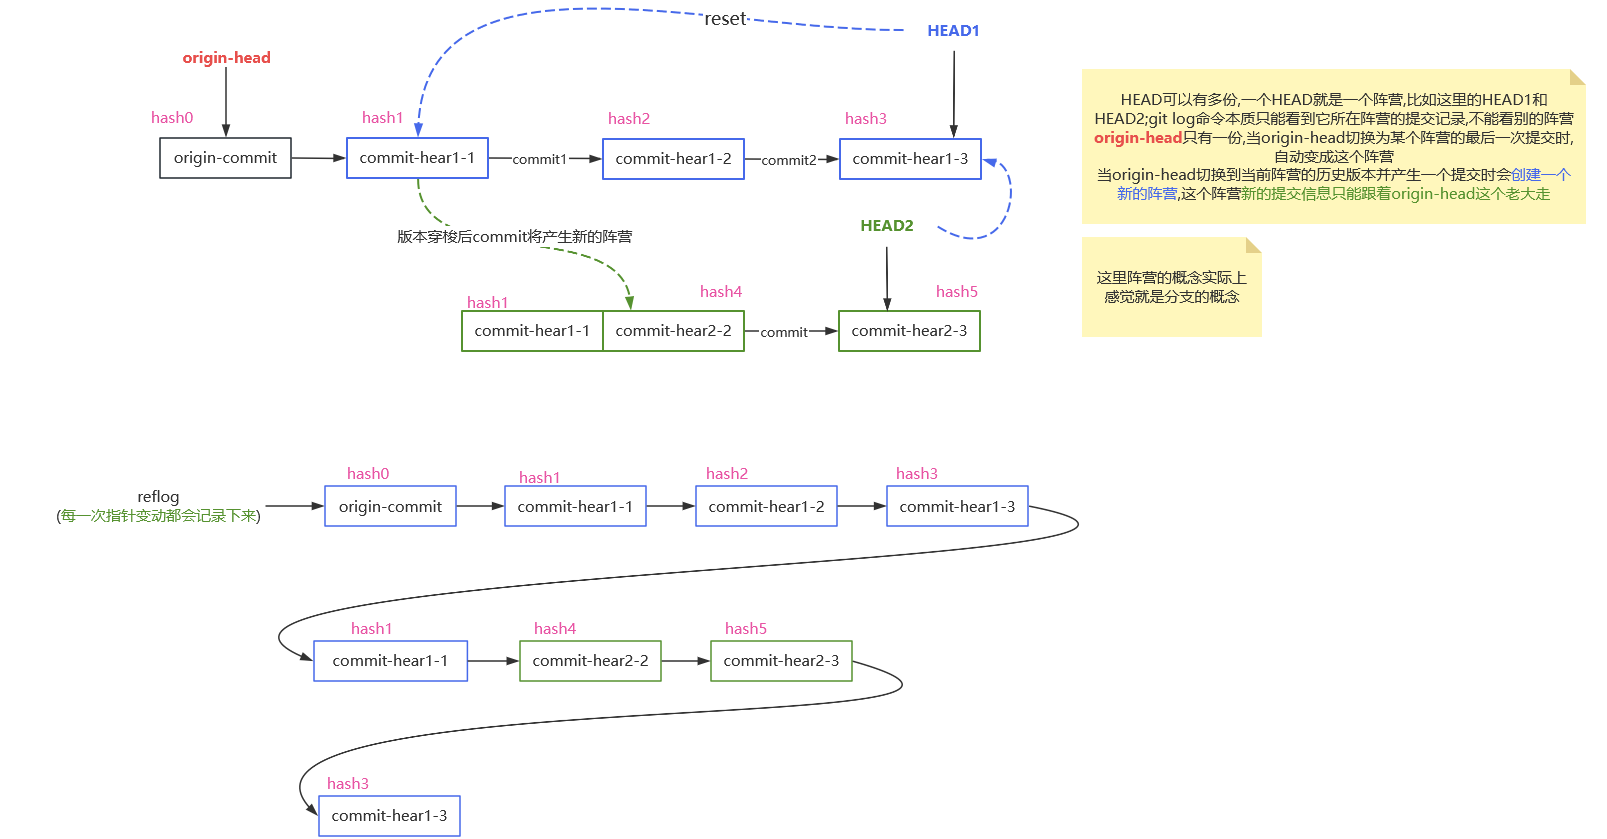 reset
HEAD1
origin-head
hash0
hash1
hash2
hash3
origin-commit
commit-hear1-1
commit1
commit-hear1-2
commit2
commit-hear1-3
HEAD可以有多份,一个HEAD就是一个阵营,比如这里的HEAD1和
HEAD2;git log命令本质只能看到它所在阵营的提交记录,不能看别的阵营
origin-head只有一份,当origin-head切换为某个阵营的最后一次提交时,
自动变成这个阵营
当origin-head切换到当前阵营的历史版本并产生一个提交时会创建一个
新的阵营,这个阵营新的提交信息只能跟着origin-head这个老大走
版本穿梭后commit将产生新的阵营
HEAD2
这里阵营的概念实际上
感觉就是分支的概念
hash1
hash4
hash5
commit-hear1-1
commit-hear2-2
commit
commit-hear2-3
reflog
(每一次指针变动都会记录下来)
hash0
hash1
hash2
hash3
origin-commit
commit-hear1-1
commit-hear1-2
commit-hear1-3
hash1
hash4
hash5
commit-hear1-1
commit-hear2-2
commit-hear2-3
hash3
commit-hear1-3